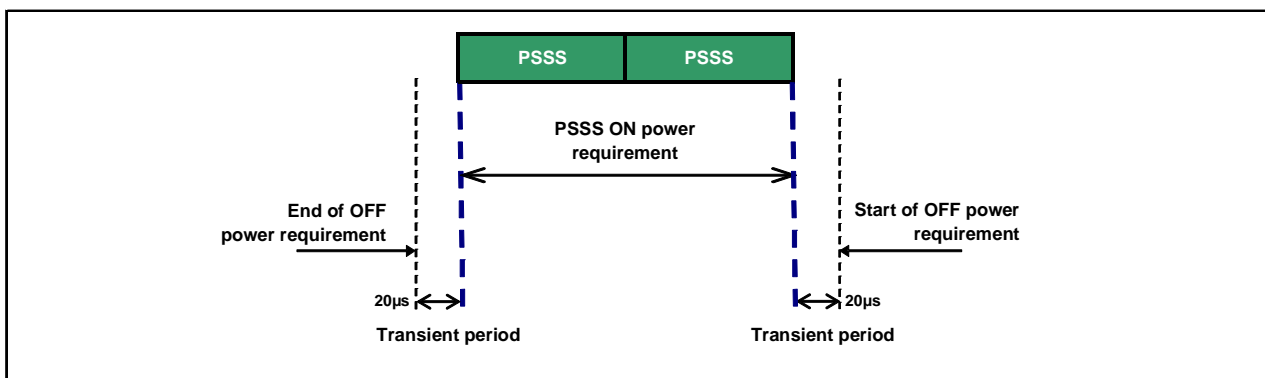 PSSS PSSS
PSSS ON power
requirement
End of OFF
power requirement
Start of OFF power
requirement
20µs
20µs
Transient period
Transient period